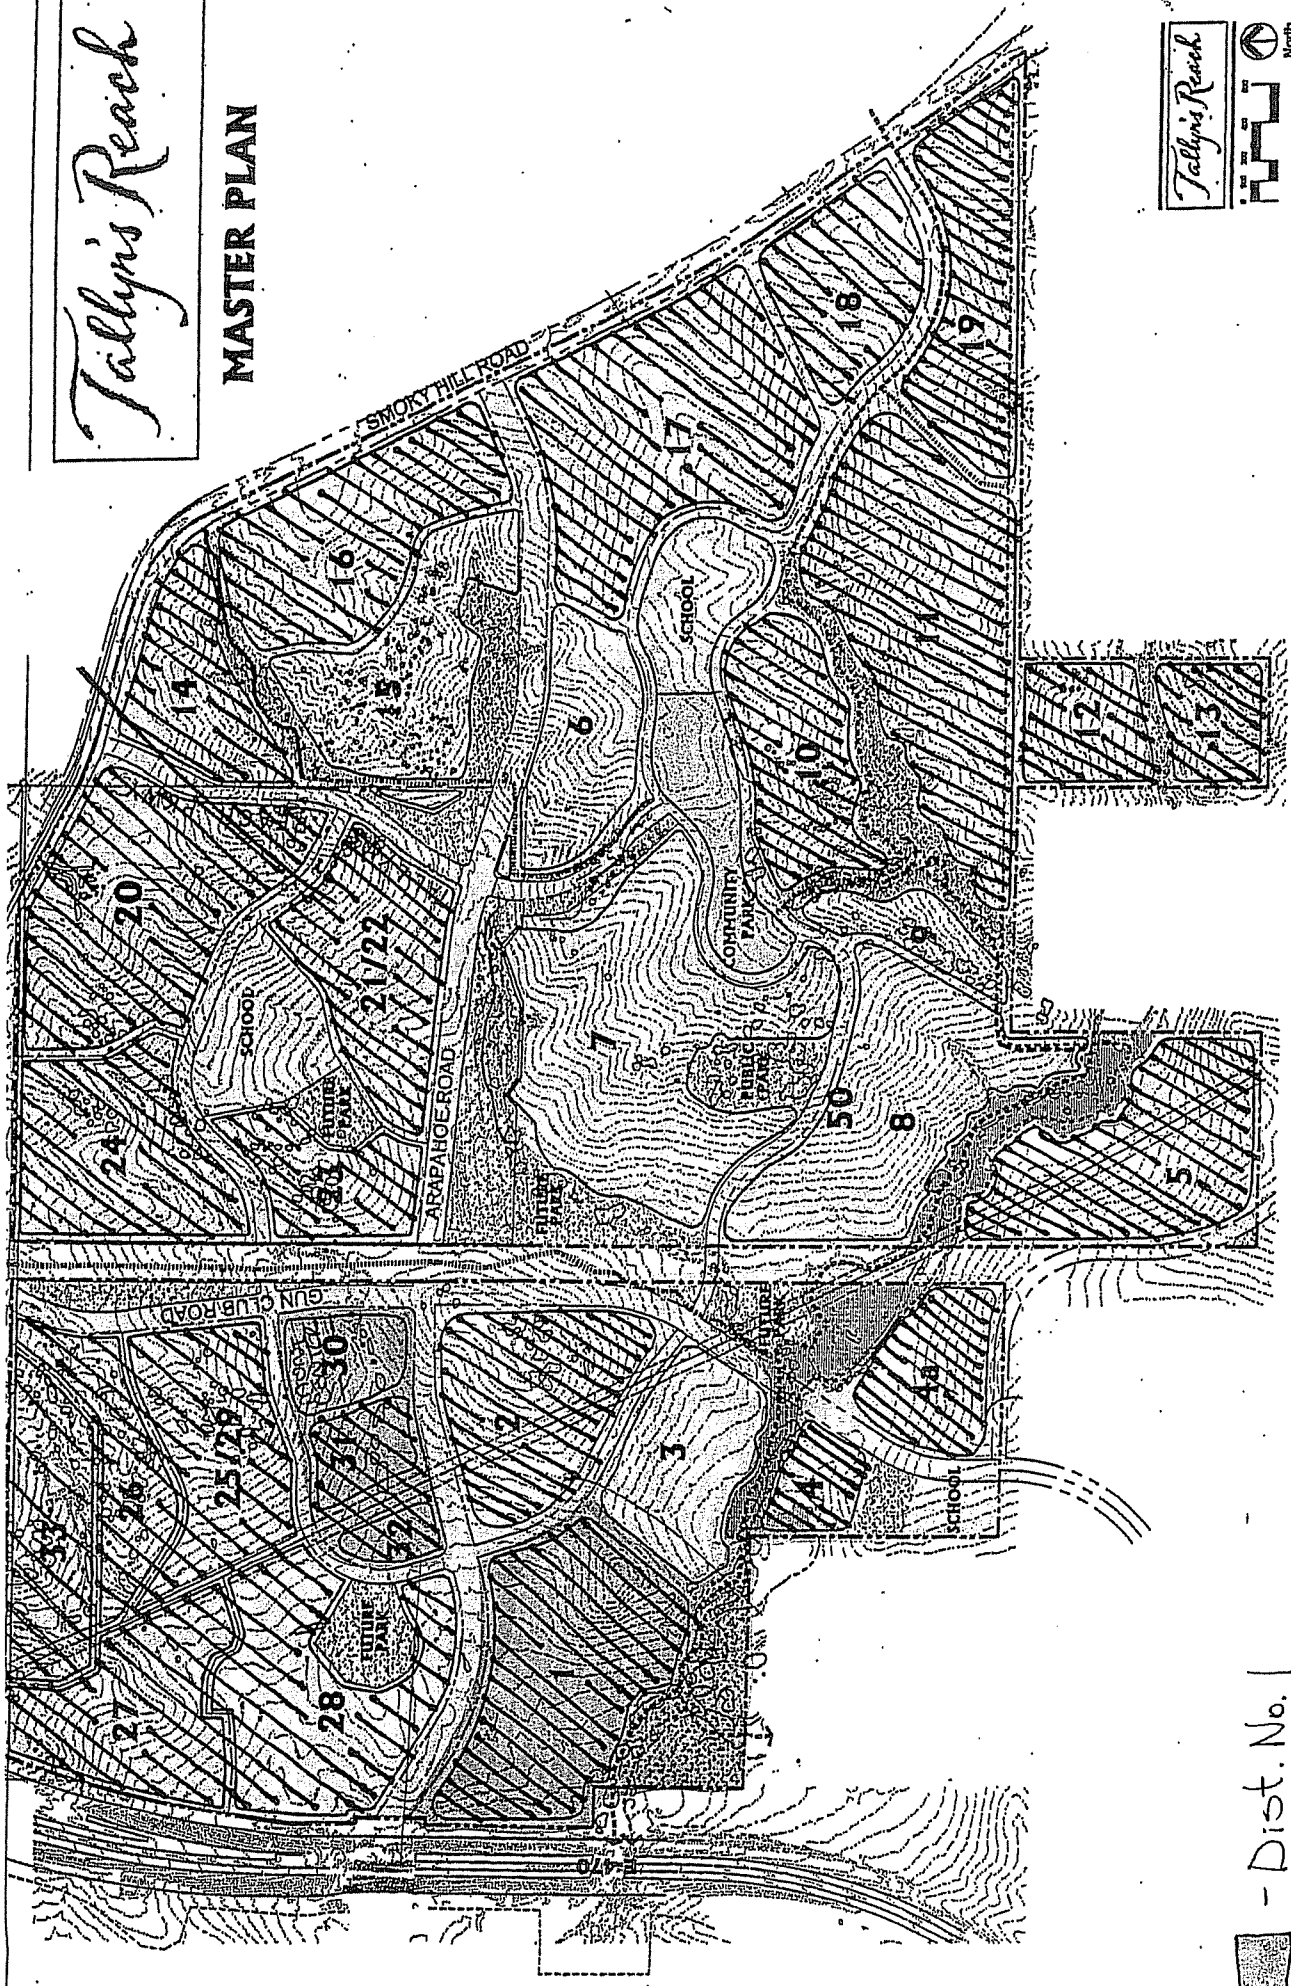 Tallyn's Reach
MASTER PLAN
Tallyn's Reach
North
SMOKY HILL ROAD
14
16
15
17
18
19
20
21/22
24
SCHOOL
FUTURE
PARK
ARAPAHOE ROAD
6
SCHOOL
10
11
12
13
COMMUNITY
PARK
7
PUBLIC
PARK
9
50
8
5
FUTURE
PARK
GUN CLUB ROAD
33
26
25/29
30
31
32
2
3
FUTURE
PARK
4
4a
SCHOOL
27
28
FUTURE
PARK
1
E-470
- Dist. No. 1